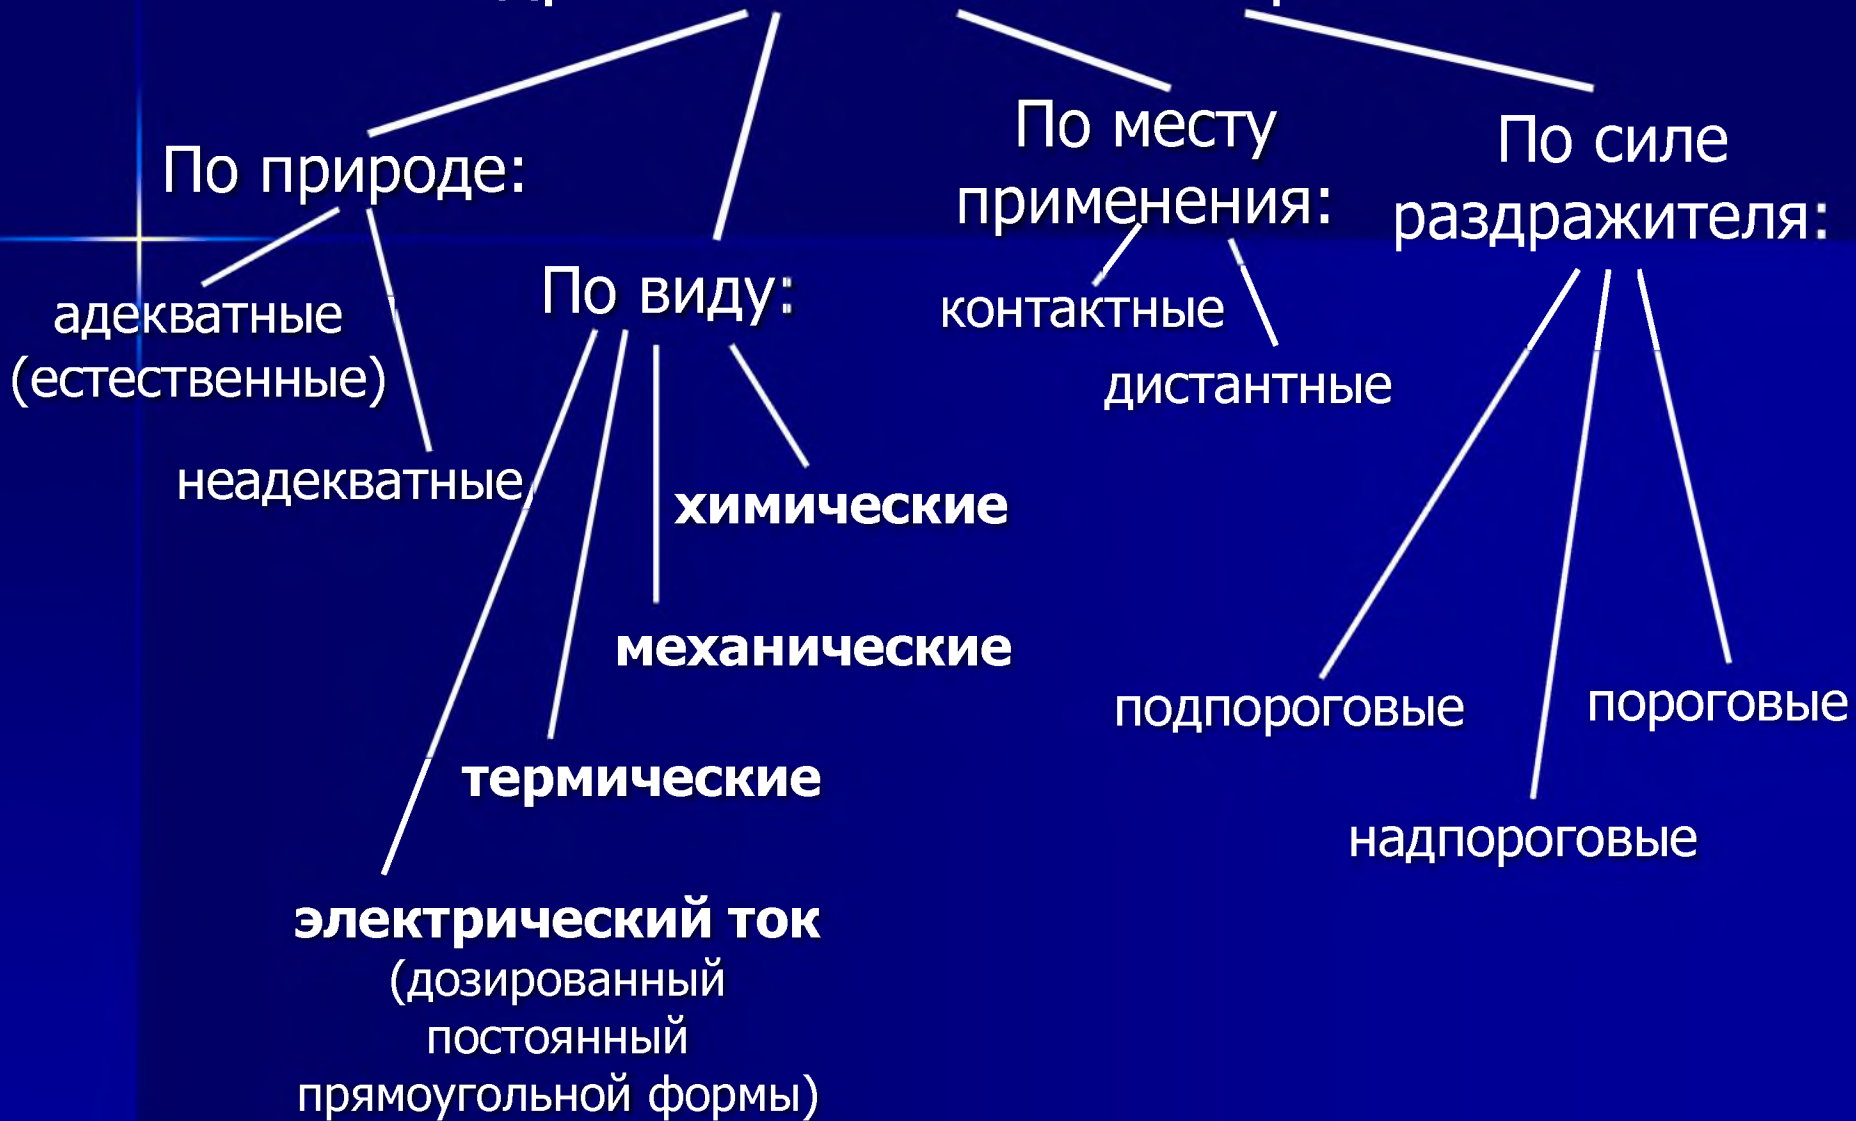 По природе:
адекватные
(естественные)
неадекватные
По виду:
химические
механические
термические
электрический ток
(дозированный
постоянный
прямоугольной формы)
По месту
применения:
контактные
дистантные
По силе
раздражителя:
подпороговые
пороговые
надпороговые